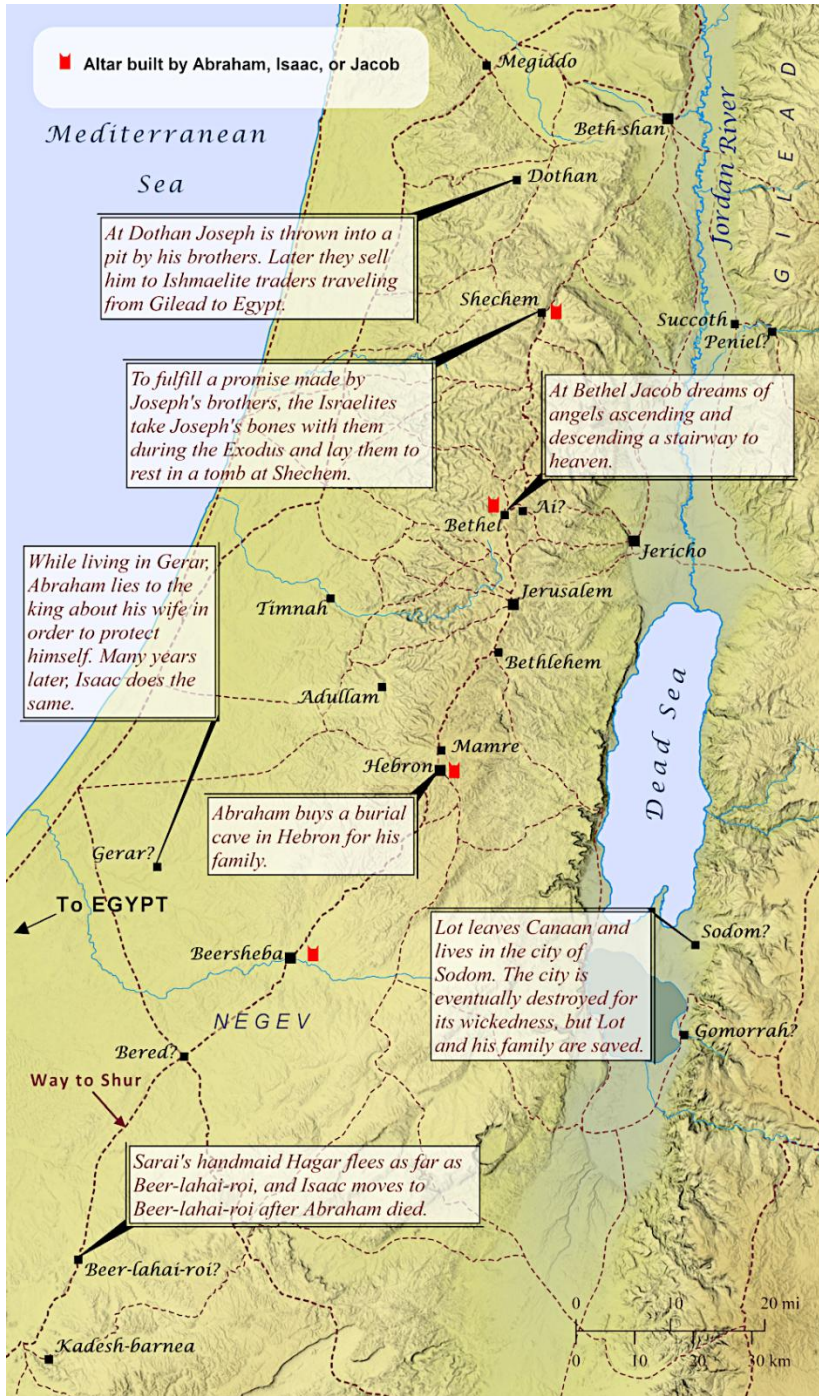 Altar built by Abraham, Isaac, or Jacob
Megiddo
Mediterranean
Sea
Beth-shan
Jordan River
GILEAD
Dothan
At Dothan Joseph is thrown into a
pit by his brothers. Later they sell
him to Ishmaelite traders traveling
from Gilead to Egypt.
Shechem
Succoth
Peniel?
To fulfill a promise made by
Joseph's brothers, the Israelites
take Joseph's bones with them
during the Exodus and lay them to
rest in a tomb at Shechem.
At Bethel Jacob dreams of
angels ascending and
descending a stairway to
heaven.
Bethel
Ai?
Jericho
While living in Gerar,
Abraham lies to the
king about his wife in
order to protect
himself. Many years
later, Isaac does the
same.
Timnah
Jerusalem
Bethlehem
Adullam
Dead Sea
Mamre
Hebron
Abraham buys a burial
cave in Hebron for his
family.
Gerar?
To EGYPT
Beersheba
Lot leaves Canaan and
lives in the city of
Sodom. The city is
eventually destroyed for
its wickedness, but Lot
and his family are saved.
Sodom?
NEGEV
Gomorrah?
Bered?
Way to Shur
Sarai's handmaid Hagar flees as far as
Beer-lahai-roi, and Isaac moves to
Beer-lahai-roi after Abraham died.
Beer-lahai-roi?
Kadesh-barnea
0 10 20 mi
0 10 20 30 km